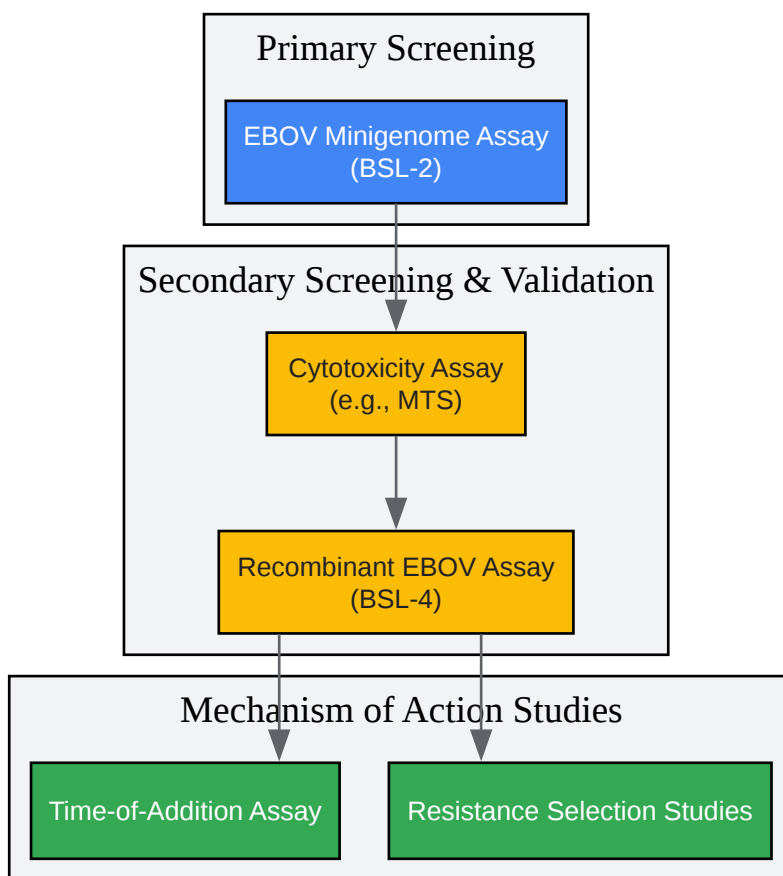 Primary Screening
EBOV Minigenome Assay
(BSL-2)
Secondary Screening & Validation
Cytotoxicity Assay
(e.g., MTS)
Recombinant EBOV Assay
(BSL-4)
Mechanism of Action Studies
Time-of-Addition Assay
Resistance Selection Studies